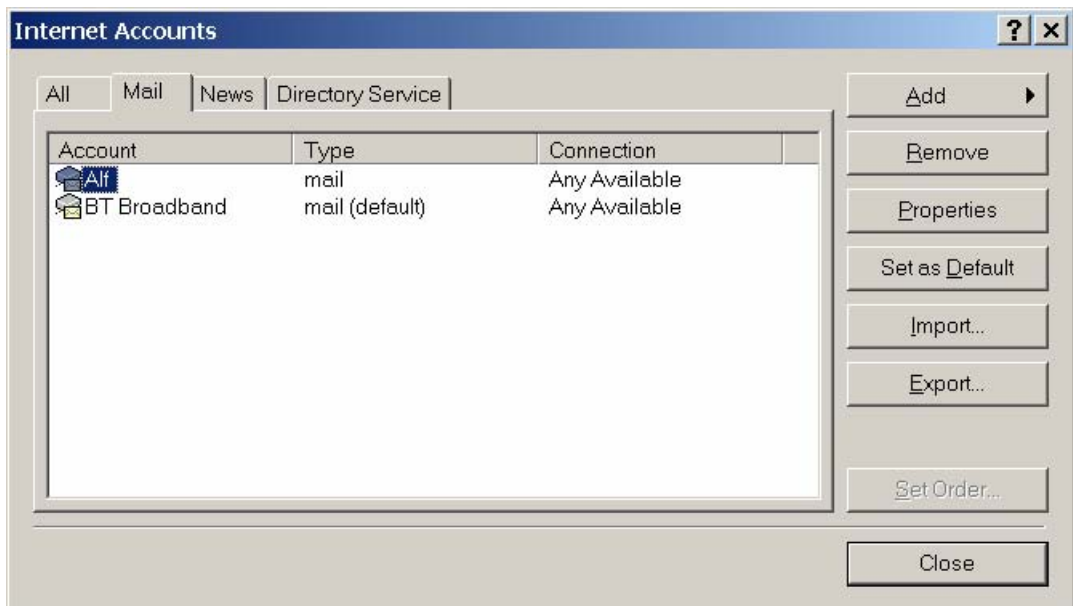 Internet Accounts
All Mail News Directory Service
Account Type Connection
Alf mail Any Available
BT Broadband mail (default) Any Available
Add
Remove
Properties
Set as Default
Import...
Export...
Set Order...
Close